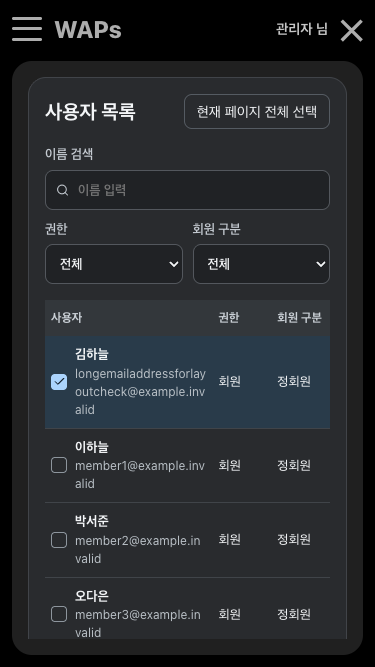 WAPs
관리자 님
사용자 목록
현재 페이지 전체 선택
이름 검색
이름 입력
권한 회원 구분
전체 전체
사용자 권한 회원 구분
김하늘
longemailaddressforlay
outcheck@example.inv
alid
회원 정회원
이하늘
member1@example.inv
alid
회원 정회원
박서준
member2@example.in
valid
회원 정회원
오다은
member3@example.in
valid
회원 정회원